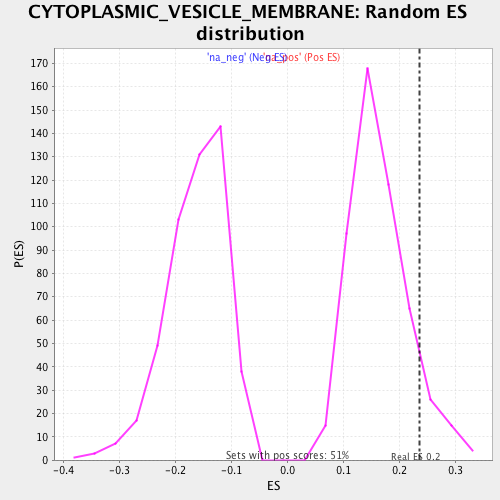 CYTOPLASMIC_VESICLE_MEMBRANE: Random ES
distribution
'na_neg' (Neg ES)
'na_pos' (Pos ES)
170
160
150
140
130
120
110
100
90
80
70
60
50
40
30
20
10
0
P(ES)
Sets with pos scores: 51%
Real ES 0.2
-0.4 -0.3 -0.2 -0.1 0.0 0.1 0.2 0.3
ES